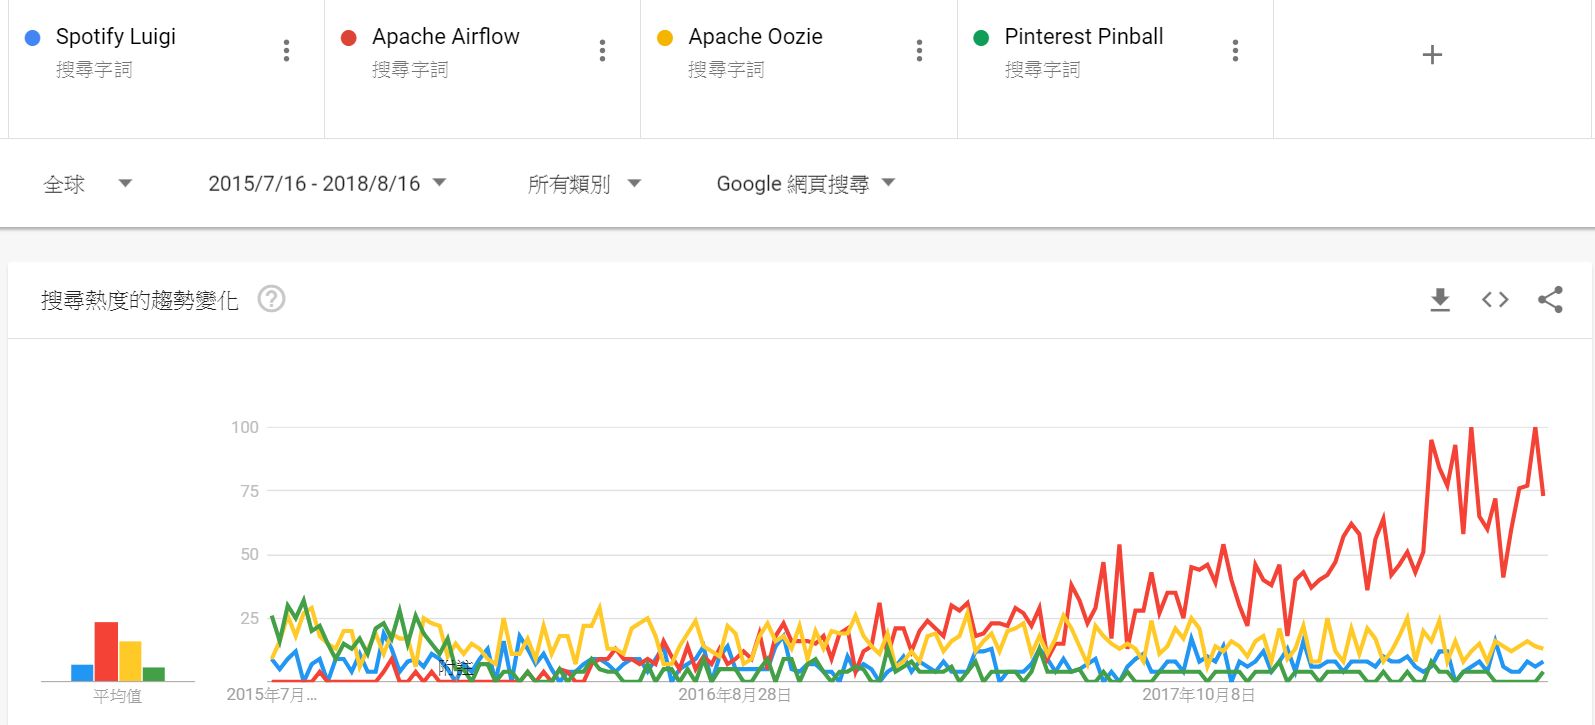 Spotify Luigi
搜尋字詞
Apache Airflow
搜尋字詞
Apache Oozie
搜尋字詞
Pinterest Pinball
搜尋字詞
全球
2015/7/16 - 2018/8/16
所有類別
Google 網頁搜尋
搜尋熱度的趨勢變化
100
75
50
25
附註
平均值
2015年7月...
2016年8月28日
2017年10月8日